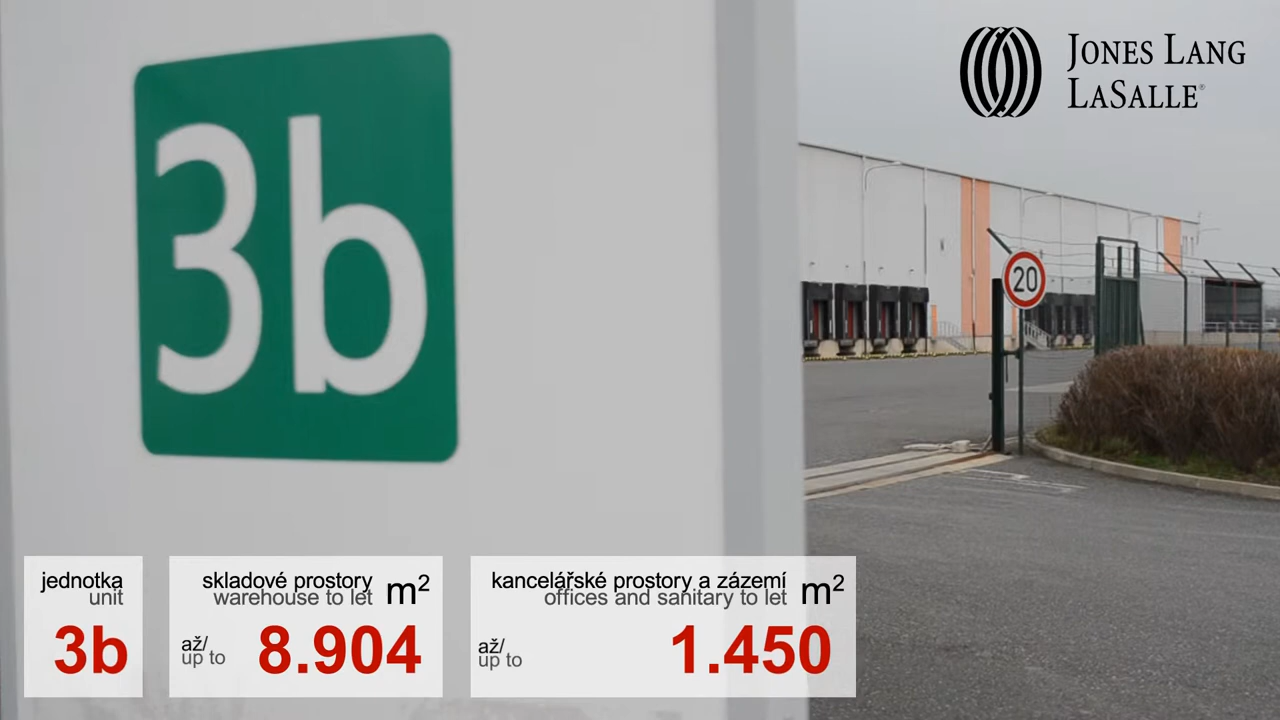 3b
JONES LANG
LASALLE®
20
jednotka
unit
3b
skladové prostory m²
warehouse to let
až/
up to
8.904
kancelářské prostory a zázemí m²
offices and sanitary to let
až/
up to
1.450